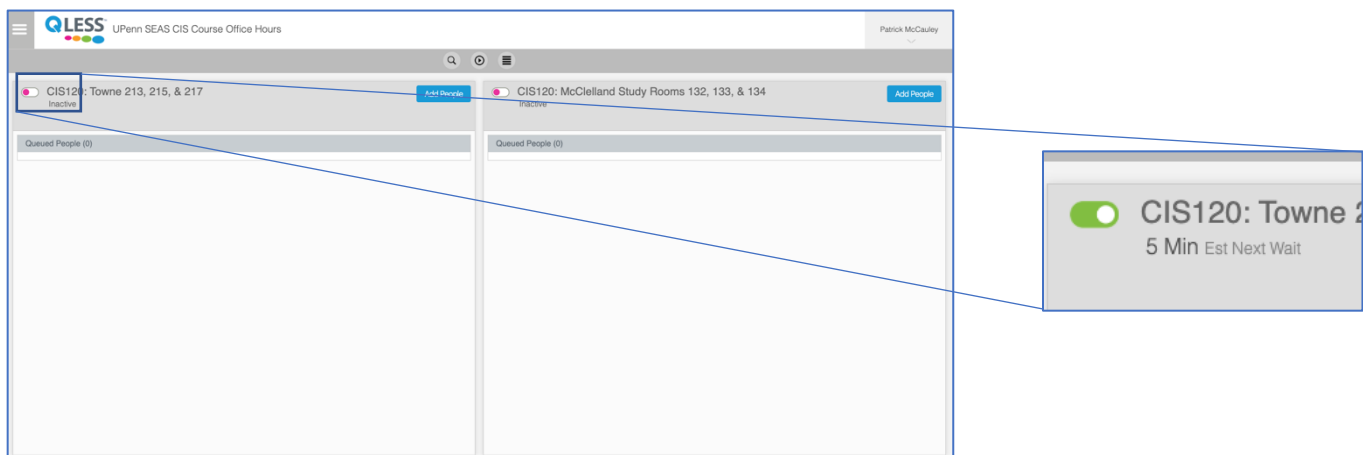 QLESS UPenn SEAS CIS Course Office Hours
Patrick McCauley
CIS120: Towne 213, 215, & 217
Inactive
Add People
CIS120: McClelland Study Rooms 132, 133, & 134
Inactive
Add People
Queued People (0)
Queued People (0)
CIS120: Towne
5 Min Est Next Wait